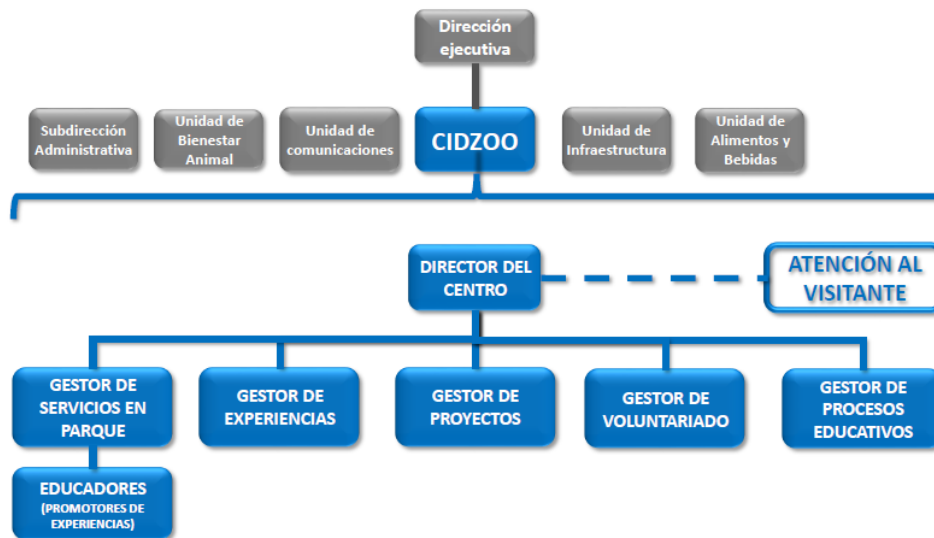 Dirección
ejecutiva
Subdirección
Administrativa
Unidad de
Bienestar
Animal
Unidad de
comunicaciones
CIDZOO
Unidad de
Infraestructura
Unidad de
Alimentos y
Bebidas
DIRECTOR DEL
CENTRO
ATENCIÓN AL
VISITANTE
GESTOR DE
SERVICIOS EN
PARQUE
GESTOR DE
EXPERIENCIAS
GESTOR DE
PROYECTOS
GESTOR DE
VOLUNTARIADO
GESTOR DE
PROCESOS
EDUCATIVOS
EDUCADORES
(PROMOTORES DE
EXPERIENCIAS)